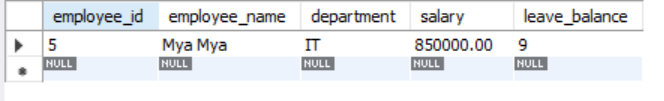 employee_id employee_name department salary leave_balance
5 Mya Mya IT 850000.00 9
NULL NULL NULL NULL NULL